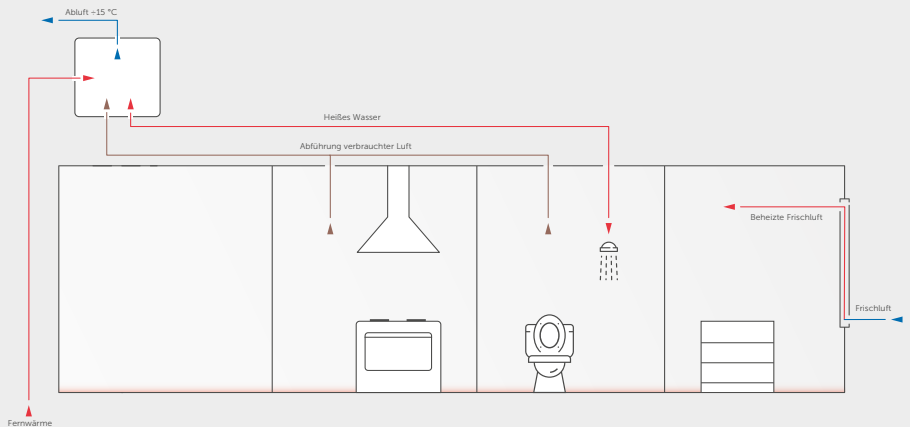 Abluft ÷15 °C
Heißes Wasser
Abführung verbrauchter Luft
Beheizte Frischluft
Frischluft
Fernwärme